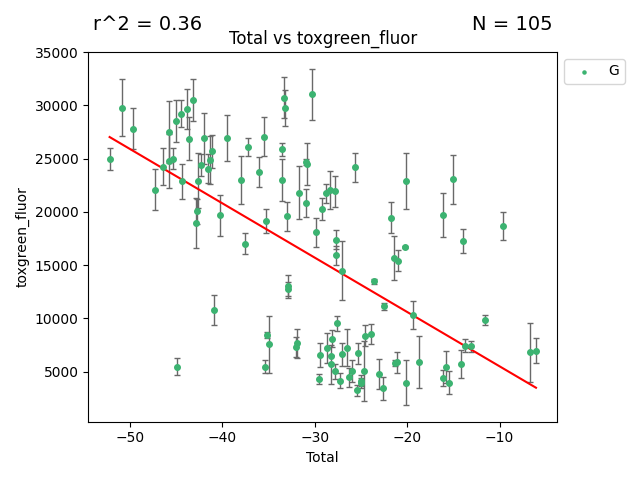 r^2 = 0.36
N = 105
Total vs toxgreen_fluor
G
35000
30000
25000
20000
15000
10000
5000
toxgreen_fluor
−50
−40
−30
−20
−10
Total